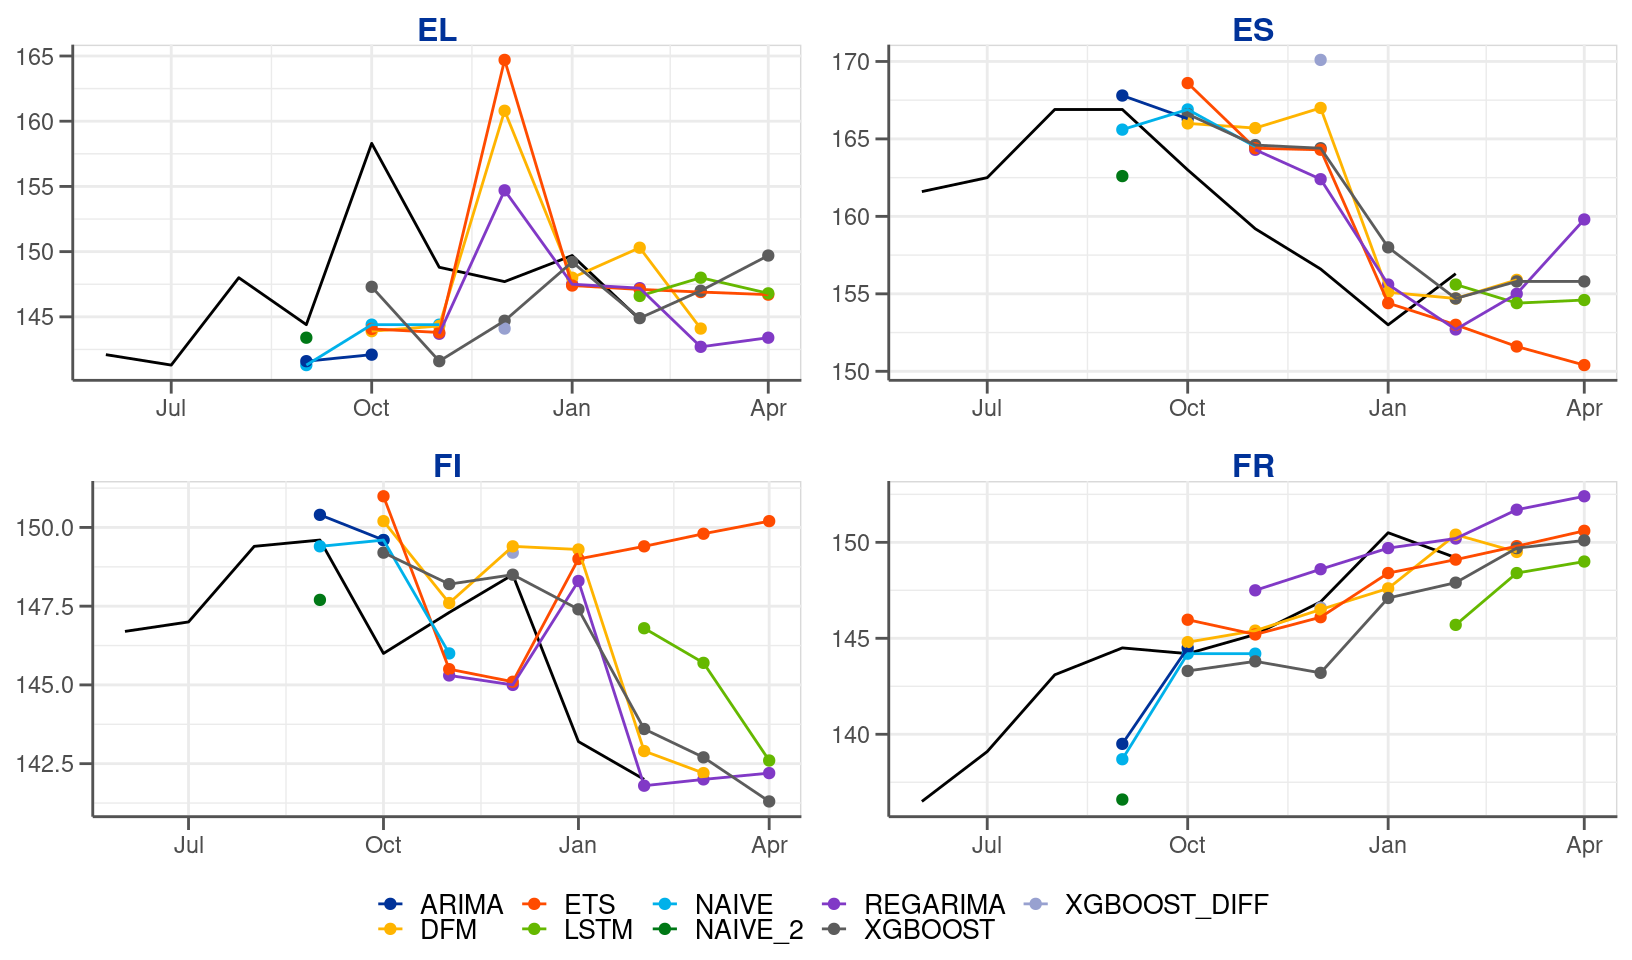 EL
165
160
155
150
145
Jul Oct Jan Apr
ES
170
165
160
155
150
Jul Oct Jan Apr
FI
150.0
147.5
145.0
142.5
Jul Oct Jan Apr
FR
150
145
140
Jul Oct Jan Apr
ARIMA ETS NAIVE REGARIMA XGBOOST_DIFF
DFM LSTM NAIVE_2 XGBOOST